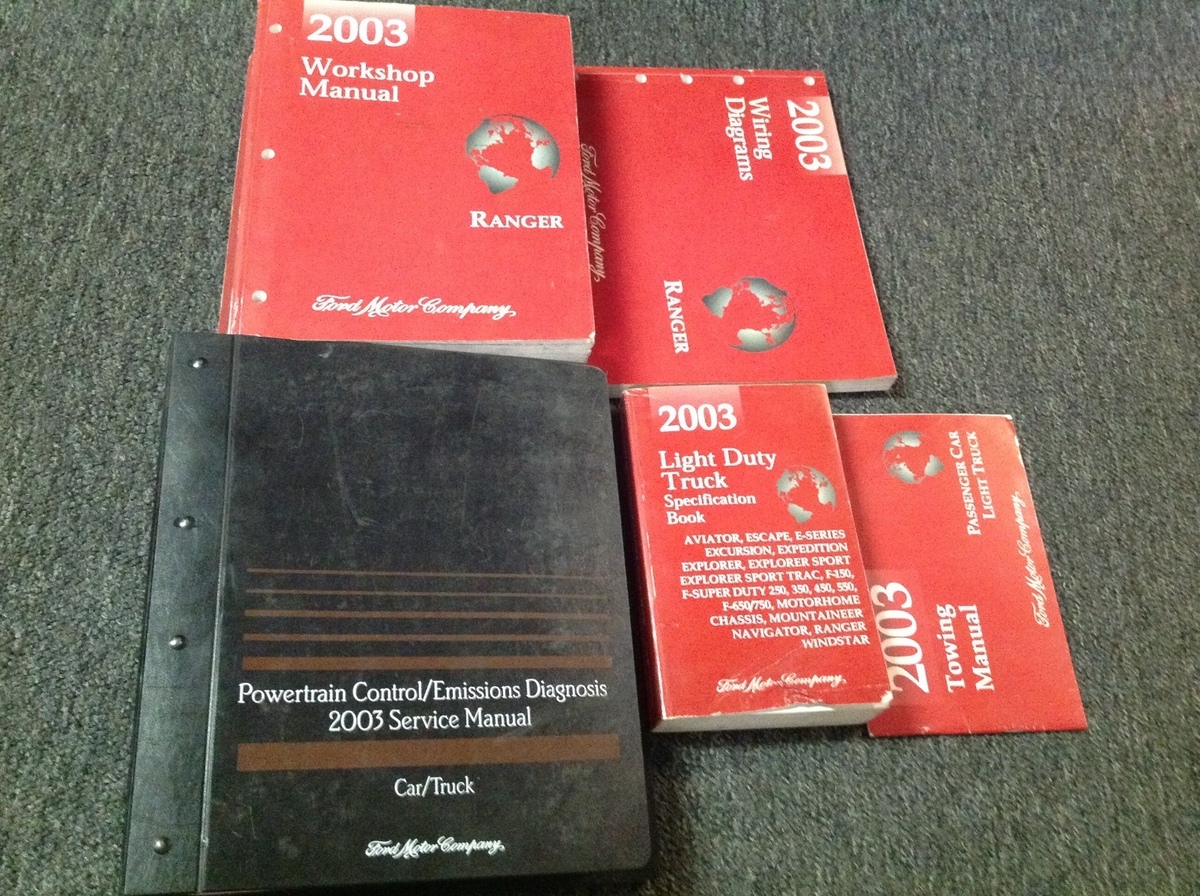 2003
Workshop
Manual
RANGER
Ford Motor Company
2003
Wiring
Diagrams
RANGER
Ford Motor Company
Powertrain Control/Emissions Diagnosis
2003 Service Manual
Car/Truck
Ford Motor Company
2003
Light Duty
Truck
Specification
Book
AVIATOR, ESCAPE, E-SERIES
EXCURSION, EXPEDITION
EXPLORER, EXPLORER SPORT
EXPLORER SPORT TRAC, F-150,
F-SUPER DUTY 250, 350, 450, 550,
F-650/750, MOTORHOME
CHASSIS, MOUNTAINEER
NAVIGATOR, RANGER
WINDSTAR
Ford Motor Company
2003
Towing
Manual
PASSENGER CAR
LIGHT TRUCK
Ford Motor Company